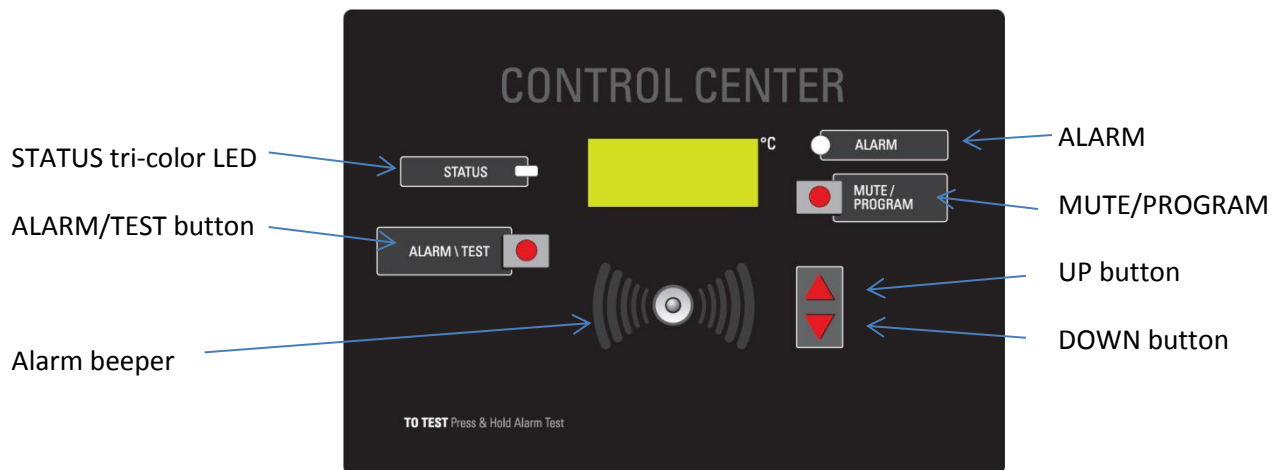 CONTROL CENTER
STATUS tri-color LED
ALARM/TEST button
Alarm beeper
STATUS
ALARM \ TEST
°C
ALARM
MUTE /
PROGRAM
TO TEST Press & Hold Alarm Test
ALARM
MUTE/PROGRAM
UP button
DOWN button